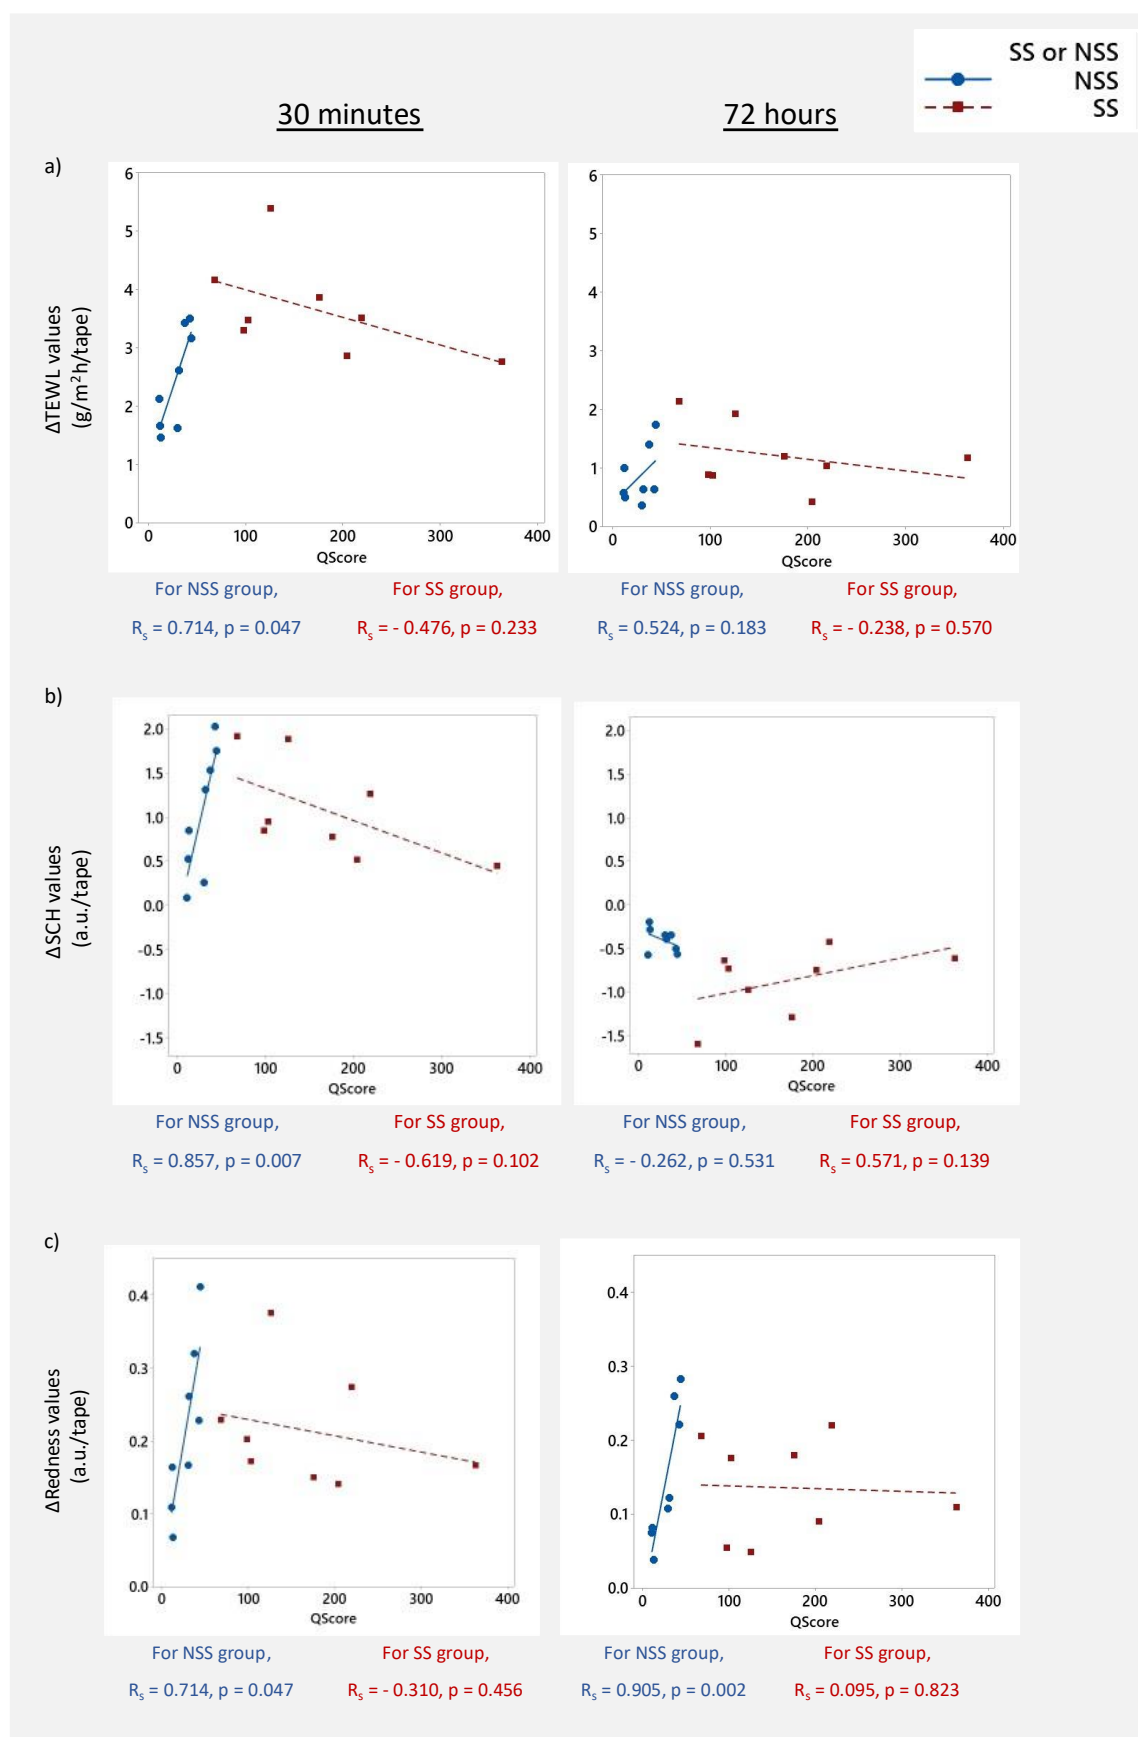 SS or NSS
NSS
SS
30 minutes
72 hours
a)
ΔTEWL values
(g/m²h/tape)
6
5
4
3
2
1
0
0 100 200 300 400
QScore
6
5
4
3
2
1
0
0 100 200 300 400
QScore
For NSS group,
For SS group,
For NSS group,
For SS group,
Rs = 0.714, p = 0.047
Rs = - 0.476, p = 0.233
Rs = 0.524, p = 0.183
Rs = - 0.238, p = 0.570
b)
ΔSCH values
(a.u./tape)
2.0
1.5
1.0
0.5
0.0
-0.5
-1.0
-1.5
0 100 200 300 400
QScore
2.0
1.5
1.0
0.5
0.0
-0.5
-1.0
-1.5
0 100 200 300 400
QScore
For NSS group,
For SS group,
For NSS group,
For SS group,
Rs = 0.857, p = 0.007
Rs = - 0.619, p = 0.102
Rs = - 0.262, p = 0.531
Rs = 0.571, p = 0.139
c)
ΔRedness values
(a.u./tape)
0.4
0.3
0.2
0.1
0.0
0 100 200 300 400
QScore
0.4
0.3
0.2
0.1
0.0
0 100 200 300 400
QScore
For NSS group,
For SS group,
For NSS group,
For SS group,
Rs = 0.714, p = 0.047
Rs = - 0.310, p = 0.456
Rs = 0.905, p = 0.002
Rs = 0.095, p = 0.823